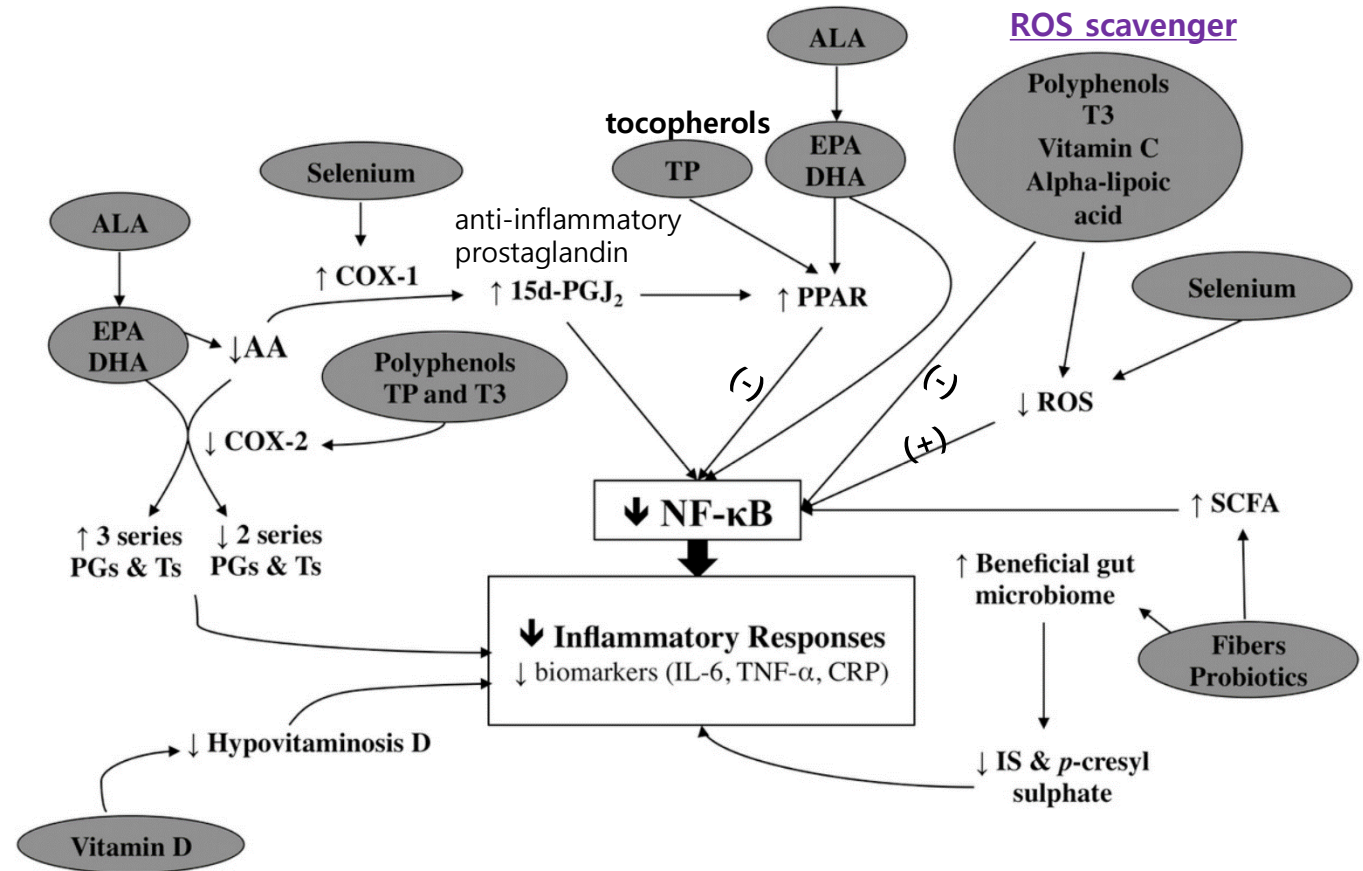 ROS scavenger
ALA
Polyphenols
T3
Vitamin C
Alpha-lipoic
acid
tocopherols
TP
EPA
DHA
Selenium
ALA
anti-inflammatory
prostaglandin
↑ COX-1
↑ 15d-PGJ₂
↑ PPAR
Selenium
EPA
DHA
↓AA
Polyphenols
TP and T3
(-)
(-)
↓ ROS
↓ COX-2
(+)
↓ NF-κB
↑ SCFA
↑ 3 series
PGs & Ts
↓ 2 series
PGs & Ts
↑ Beneficial gut
microbiome
↓ Inflammatory Responses
↓ biomarkers (IL-6, TNF-α, CRP)
Fibers
Probiotics
↓ Hypovitaminosis D
↓ IS & p-cresyl
sulphate
Vitamin D